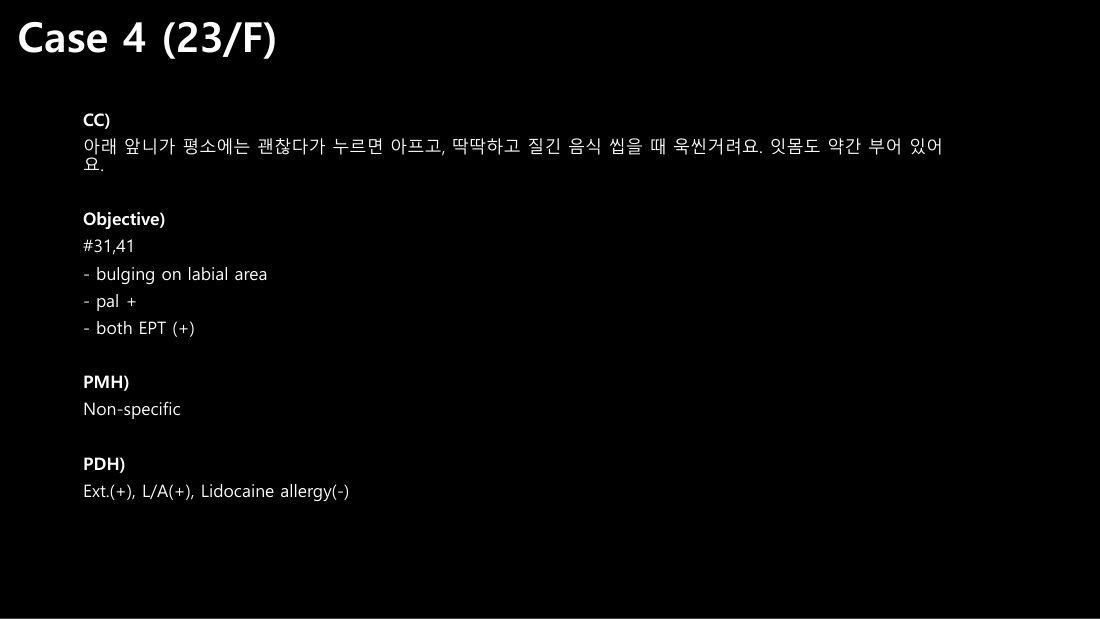 Case 4 (23/F)
CC)
아래 앞니가 평소에는 괜찮다가 누르면 아프고, 딱딱하고 질긴 음식 씹을 때 욱씬거려요. 잇몸도 약간 부어 있어
요.
Objective)
#31,41
- bulging on labial area
- pal +
- both EPT (+)
PMH)
Non-specific
PDH)
Ext.(+), L/A(+), Lidocaine allergy(-)